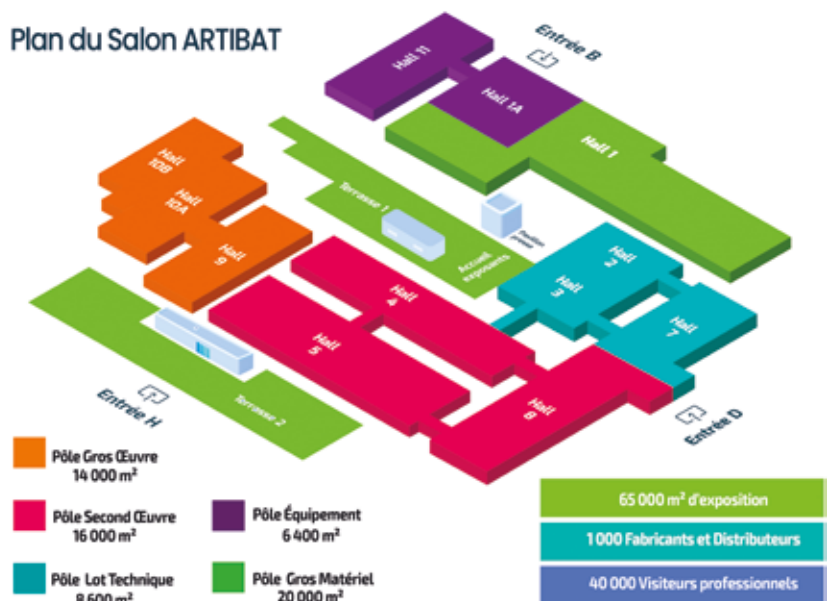 Plan du Salon ARTIBAT
Entrée B
Hall 11
Hall 1A
Hall 1
Hall
10B
Hall
10A
Hall
9
Terrasse 1
Pavillon
presse
Accueil
exposants
Hall
2
Hall
3
Hall
7
Hall
4
Hall
5
Hall
8
Entrée H
Terrasse 2
Entrée D
Pôle Gros Œuvre
14 000 m²
Pôle Second Œuvre
16 000 m²
Pôle Équipement
6 400 m²
Pôle Lot Technique
8 600 m²
Pôle Gros Matériel
20 000 m²
65 000 m² d'exposition
1 000 Fabricants et Distributeurs
40 000 Visiteurs professionnels